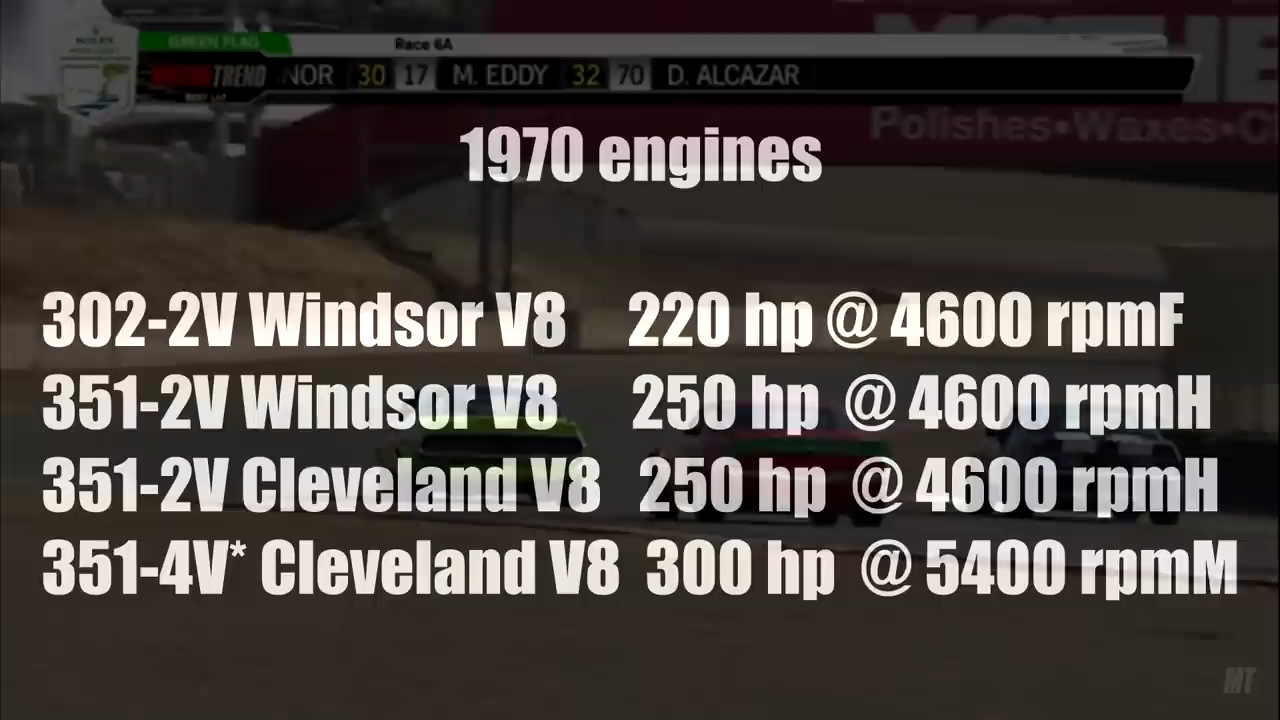 GREEN FLAG
Race 6A
TREND NOR 30 17 M. EDDY 32 70 D. ALCAZAR
Polishes•Waxes•C
1970 engines
302-2V Windsor V8 220 hp @ 4600 rpmF
351-2V Windsor V8 250 hp @ 4600 rpmH
351-2V Cleveland V8 250 hp @ 4600 rpmH
351-4V* Cleveland V8 300 hp @ 5400 rpmM
MT